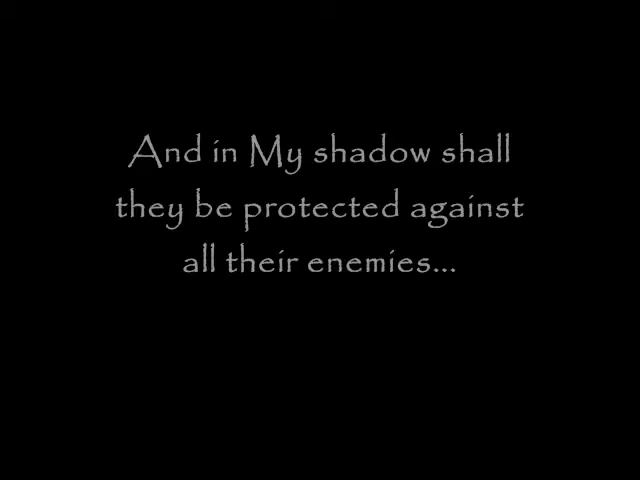 And in My shadow shall
they be protected against
all their enemies...